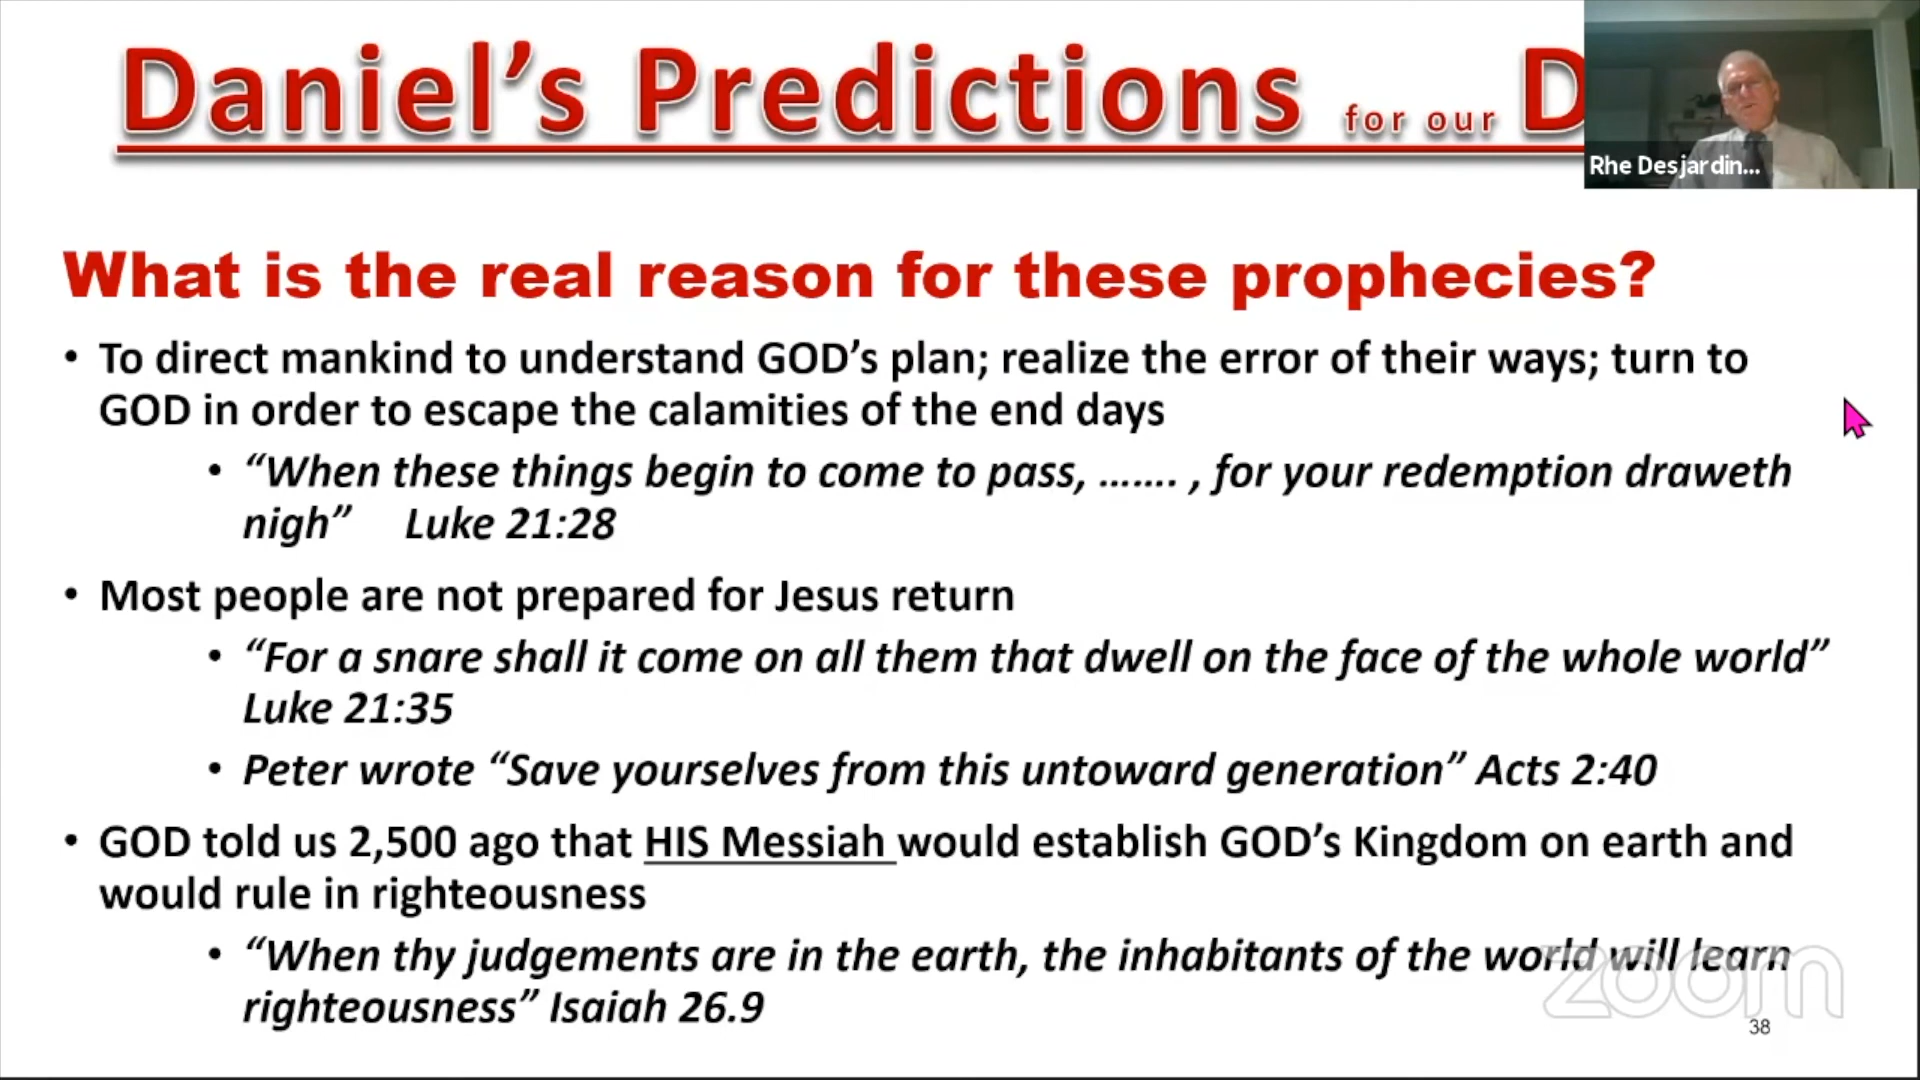 Daniel’s Predictions for our D
Rhe Desjardin...
What is the real reason for these prophecies?
• To direct mankind to understand GOD’s plan; realize the error of their ways; turn to
GOD in order to escape the calamities of the end days
• “When these things begin to come to pass, ....... , for your redemption draweth
nigh” Luke 21:28
• Most people are not prepared for Jesus return
• “For a snare shall it come on all them that dwell on the face of the whole world”
Luke 21:35
• Peter wrote “Save yourselves from this untoward generation” Acts 2:40
• GOD told us 2,500 ago that HIS Messiah would establish GOD’s Kingdom on earth and
would rule in righteousness
• “When thy judgements are in the earth, the inhabitants of the world will learn
righteousness” Isaiah 26.9
zoom
38